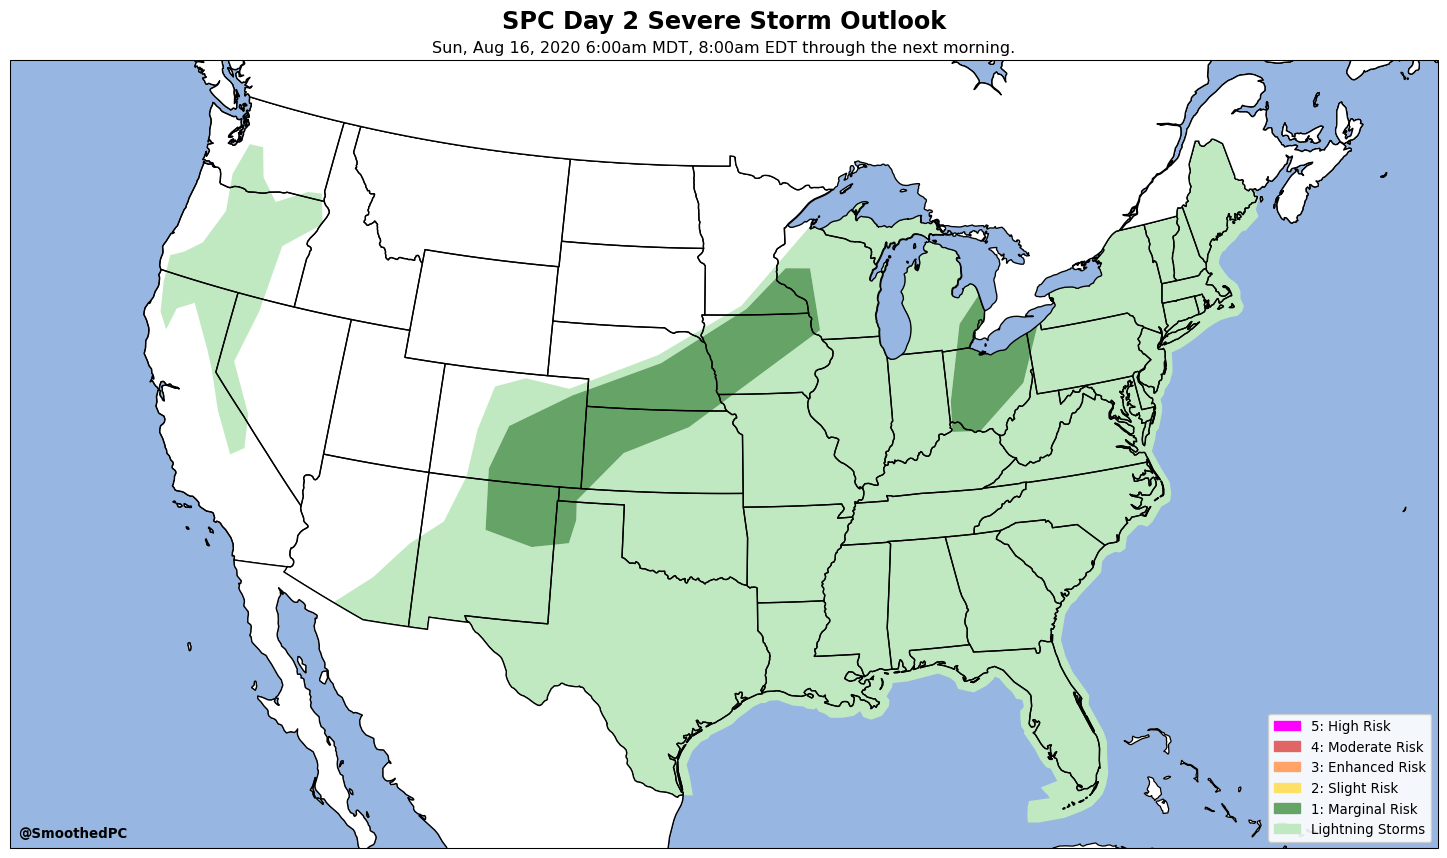 SPC Day 2 Severe Storm Outlook
Sun, Aug 16, 2020 6:00am MDT, 8:00am EDT through the next morning.
5: High Risk
4: Moderate Risk
3: Enhanced Risk
2: Slight Risk
1: Marginal Risk
Lightning Storms
@SmoothedPC